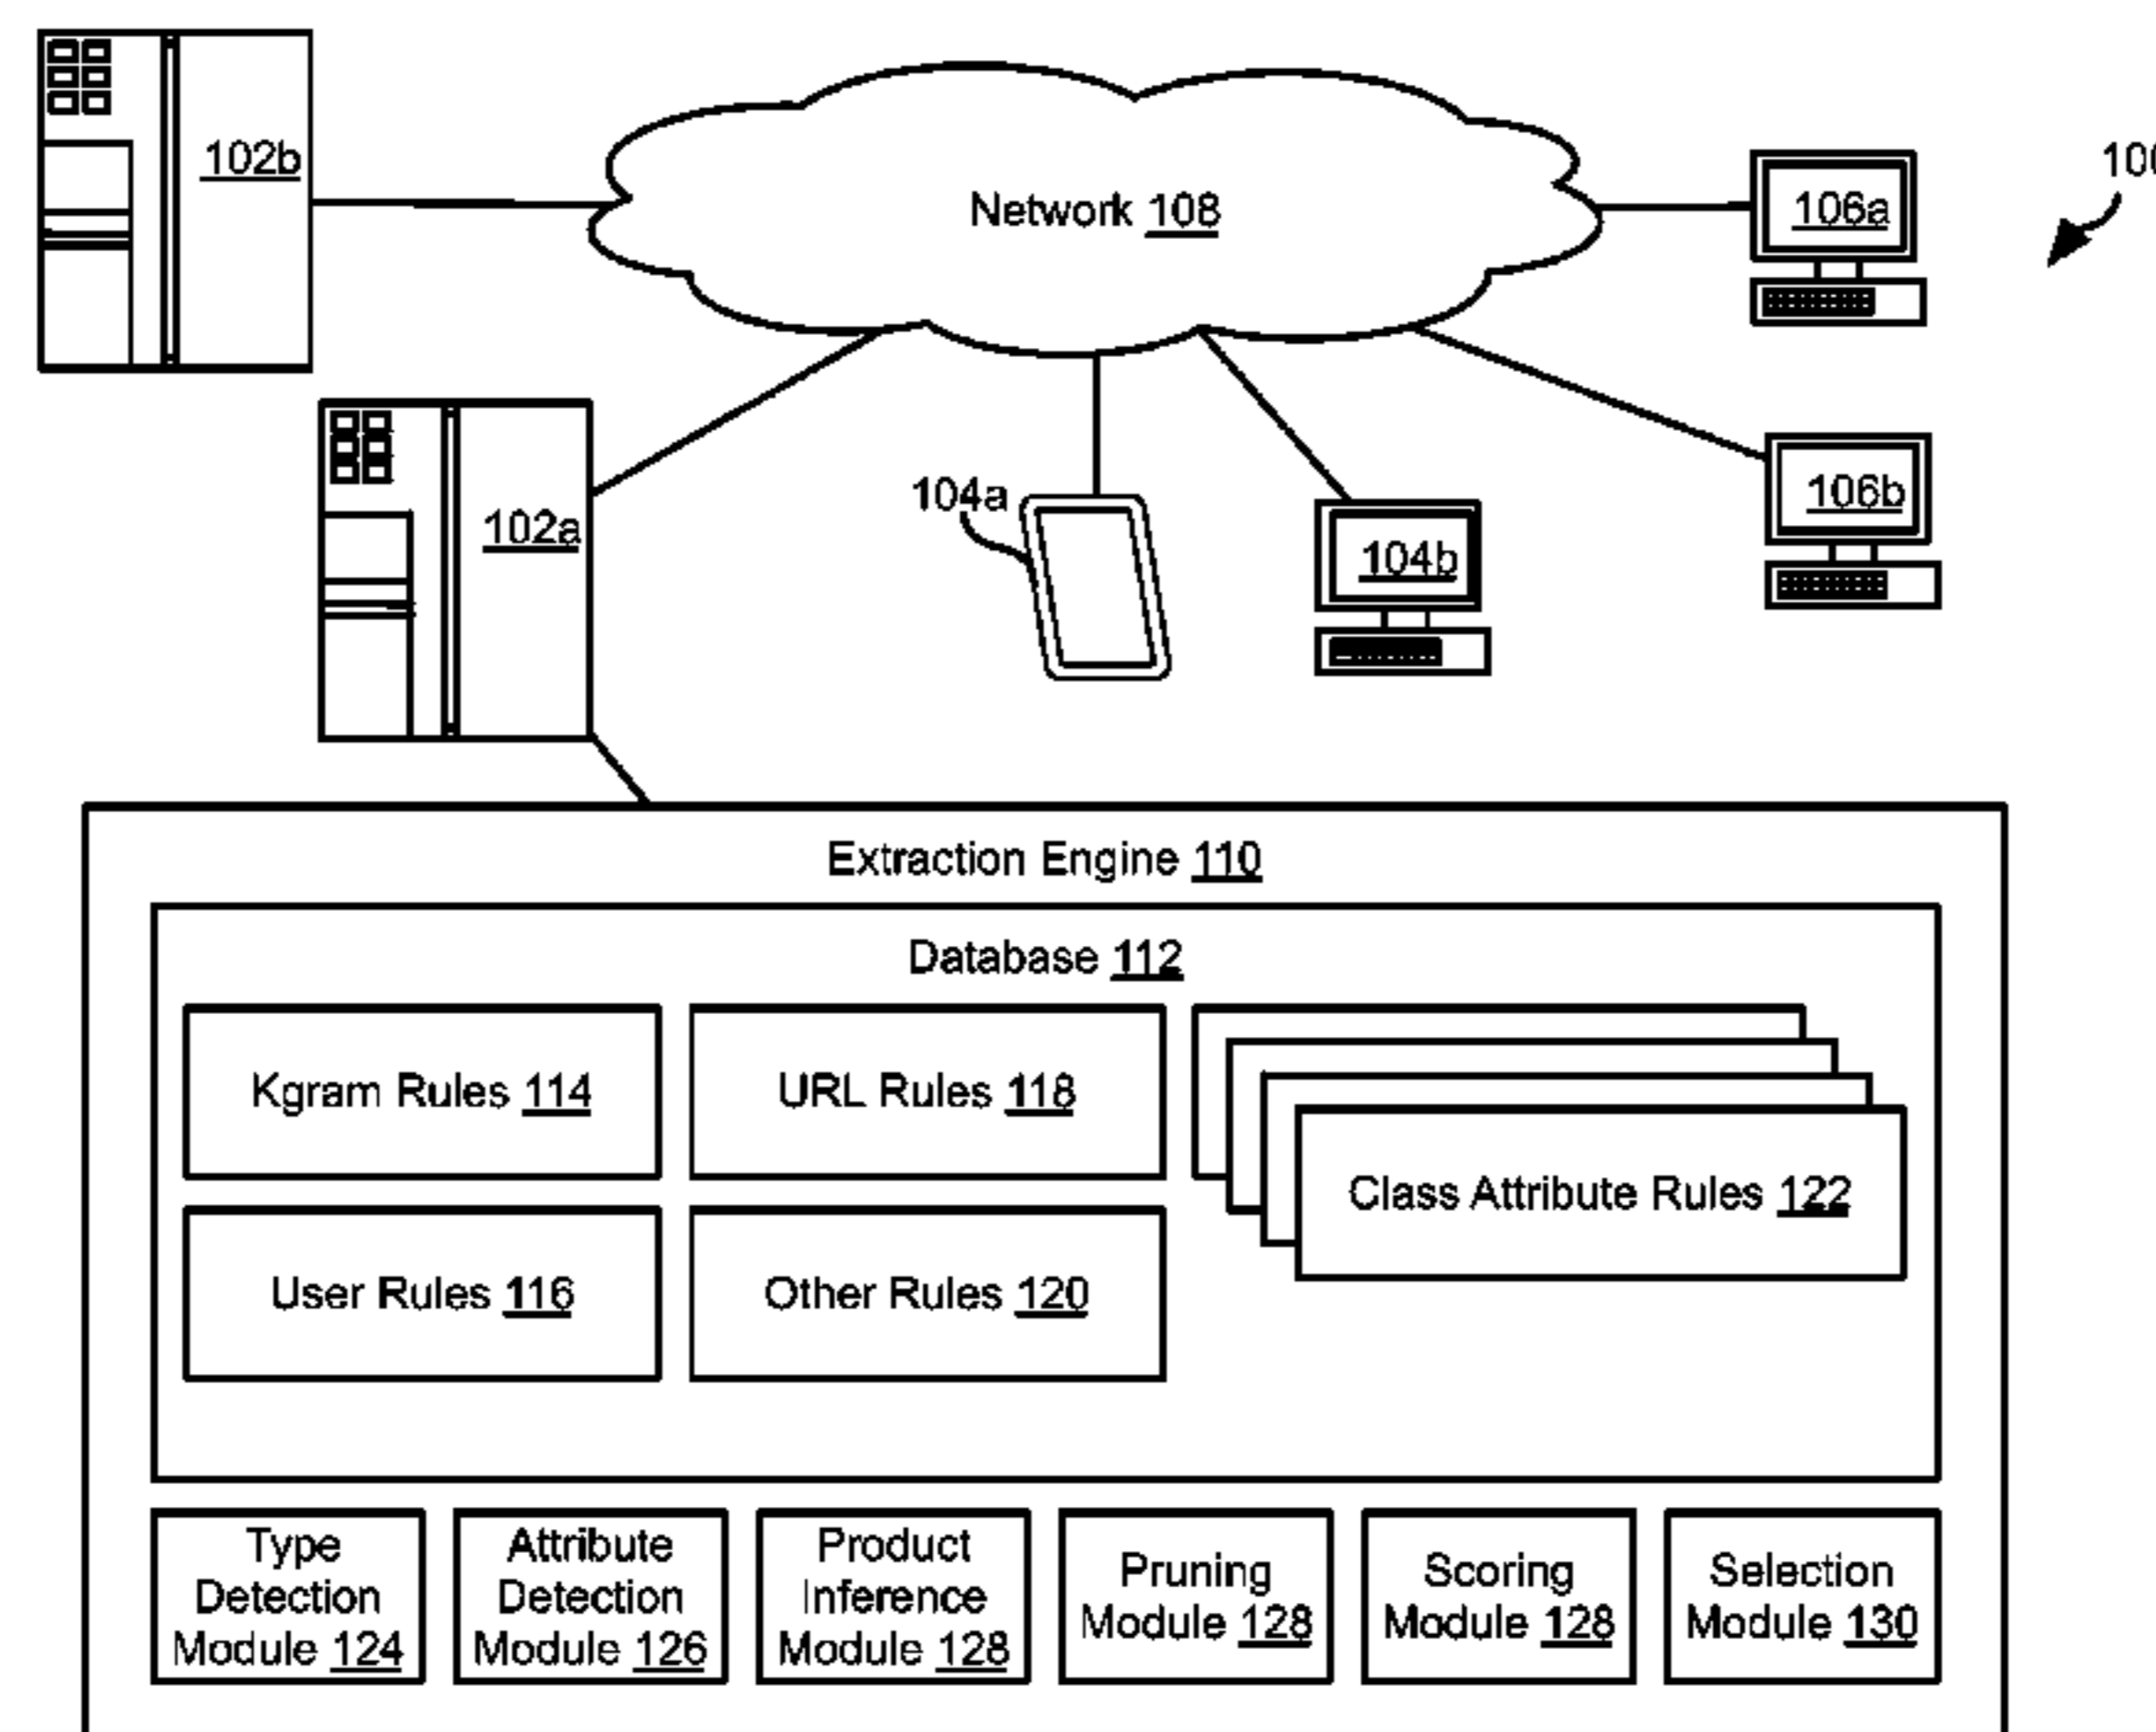 102b
Network 108
106a
102a
104a
104b
106b
Extraction Engine 110
Database 112
Kgram Rules 114
URL Rules 118
Class Attribute Rules 122
User Rules 116
Other Rules 120
Type
Detection
Module 124
Attribute
Detection
Module 126
Product
Inference
Module 128
Pruning
Module 128
Scoring
Module 128
Selection
Module 130